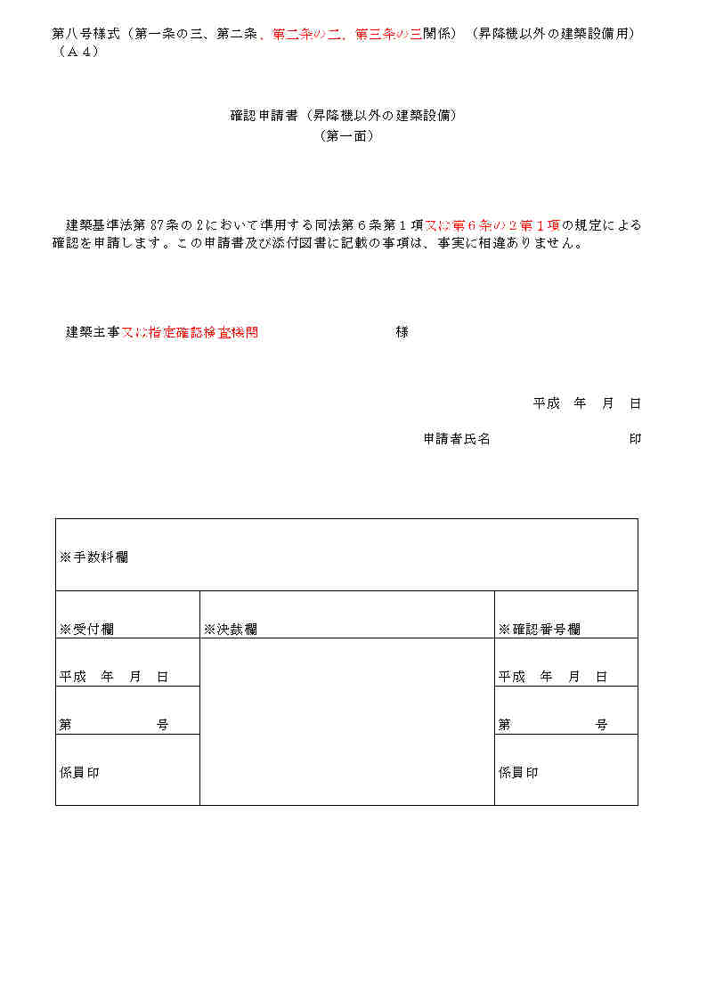 第八号様式（第一条の三、第二条、第二条の二、第三条の三関係）（昇降機以外の建築設備用）
（Ａ４）
確認申請書（昇降機以外の建築設備）
（第一面）
建築基準法第87条の2において準用する同法第６条第１項又は第６条の２第１項の規定による
確認を申請します。この申請書及び添付図書に記載の事項は、事実に相違ありません。
建築主事又は指定確認検査機関　　　　　　　　　　様
平成　年　月　日
申請者氏名　　　　　　　　　　印
※手数料欄
※受付欄
※決裁欄
※確認番号欄
平成　年　月　日
平成　年　月　日
第　　　　　　号
第　　　　　　号
係員印
係員印